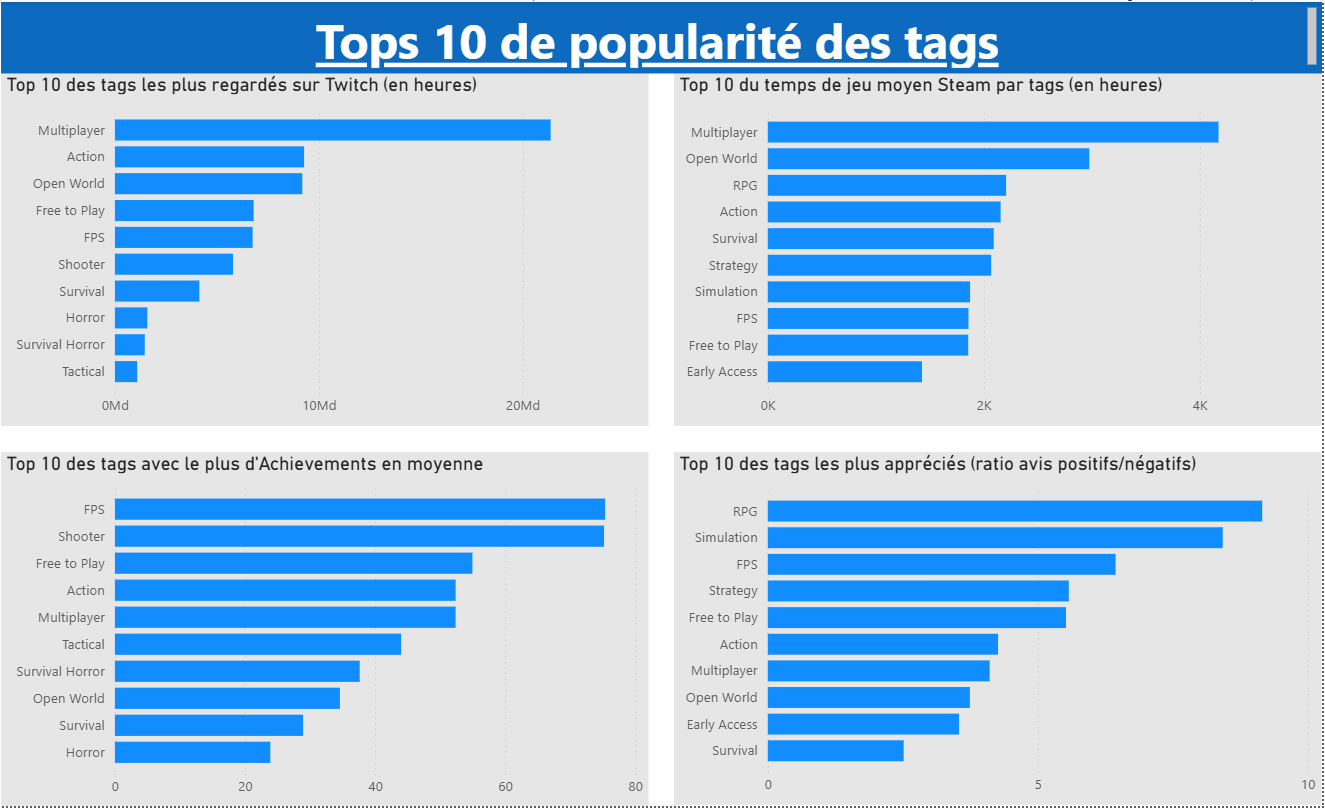 Tops 10 de popularité des tags
Top 10 des tags les plus regardés sur Twitch (en heures)
Multiplayer
Action
Open World
Free to Play
FPS
Shooter
Survival
Horror
Survival Horror
Tactical
0Md 10Md 20Md
Top 10 du temps de jeu moyen Steam par tags (en heures)
Multiplayer
Open World
RPG
Action
Survival
Strategy
Simulation
FPS
Free to Play
Early Access
0K 2K 4K
Top 10 des tags avec le plus d'Achievements en moyenne
FPS
Shooter
Free to Play
Action
Multiplayer
Tactical
Survival Horror
Open World
Survival
Horror
0 20 40 60 80
Top 10 des tags les plus appréciés (ratio avis positifs/négatifs)
RPG
Simulation
FPS
Strategy
Free to Play
Action
Multiplayer
Open World
Early Access
Survival
0 5 10